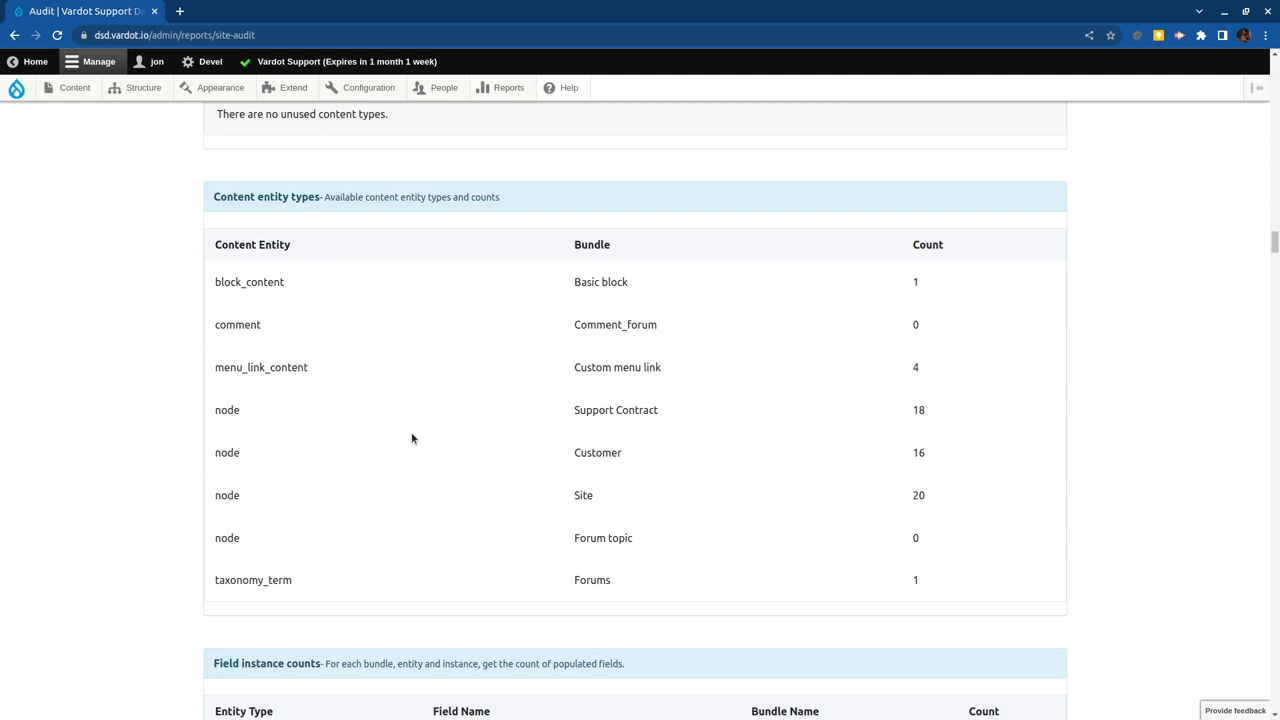 Audit | Vardot Support De
dsd.vardot.io/admin/reports/site-audit
Home Manage jon Devel Vardot Support (Expires in 1 month 1 week)
Content Structure Appearance Extend Configuration People Reports Help
There are no unused content types.
Content entity types- Available content entity types and counts
Content Entity Bundle Count
block_content Basic block 1
comment Comment_forum 0
menu_link_content Custom menu link 4
node Support Contract 18
node Customer 16
node Site 20
node Forum topic 0
taxonomy_term Forums 1
Field instance counts- For each bundle, entity and instance, get the count of populated fields.
Entity Type Field Name Bundle Name Count
Provide feedback